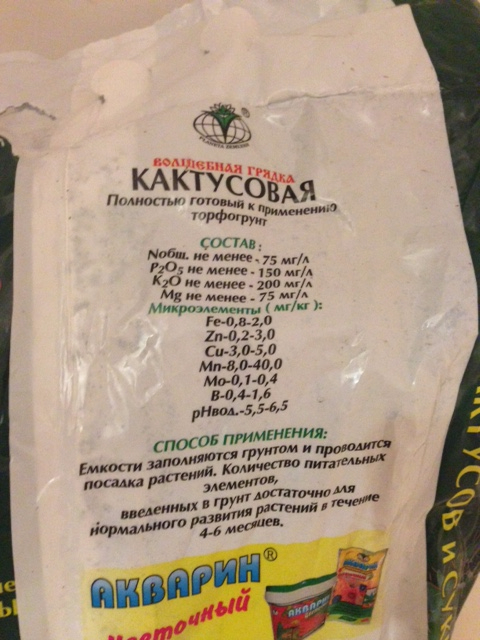 ВОЛШЕБНАЯ ГРЯДКА
КАКТУСОВАЯ
Полностью готовый к применению
торфогрунт
СОСТАВ:
Nобщ. не менее - 75 мг/л
P₂O₅ не менее - 150 мг/л
K₂O не менее - 200 мг/л
Mg не менее - 75 мг/л
Микроэлементы ( мг/кг ):
Fe-0,8-2,0
Zn-0,2-3,0
Cu-3,0-5,0
Mn-8,0-40,0
Mo-0,1-0,4
B-0,4-1,6
pHвод.-5,5-6,5
СПОСОБ ПРИМЕНЕНИЯ:
Емкости заполняются грунтом и проводится
посадка растений. Количество питательных
элементов,
введенных в грунт достаточно для
нормального развития растений в течение
4-6 месяцев.
АКВАРИН®
Цветочный
АКВАРИН
КТУСОВ И СУК